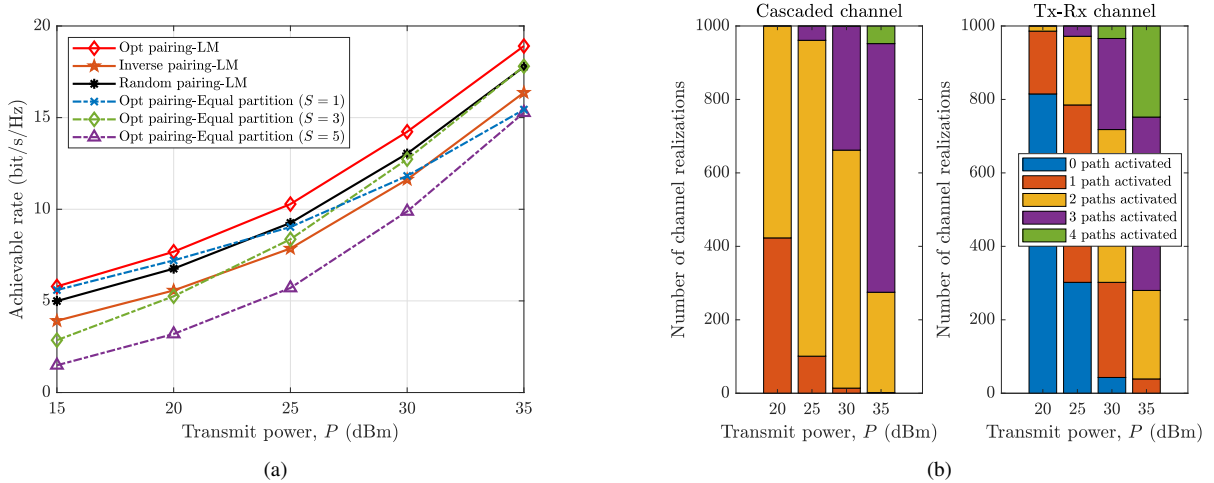 20
15
10
5
0
15
20
25
30
35
Achievable rate (bit/s/Hz)
Transmit power, P (dBm)
Opt pairing-LM
Inverse pairing-LM
Random pairing-LM
Opt pairing-Equal partition (S = 1)
Opt pairing-Equal partition (S = 3)
Opt pairing-Equal partition (S = 5)
(a)
Cascaded channel
1000
800
600
400
200
0
20
25
30
35
Number of channel realizations
Transmit power, P (dBm)
Tx-Rx channel
1000
800
600
400
200
0
20
25
30
35
Number of channel realizations
Transmit power, P (dBm)
0 path activated
1 path activated
2 paths activated
3 paths activated
4 paths activated
(b)